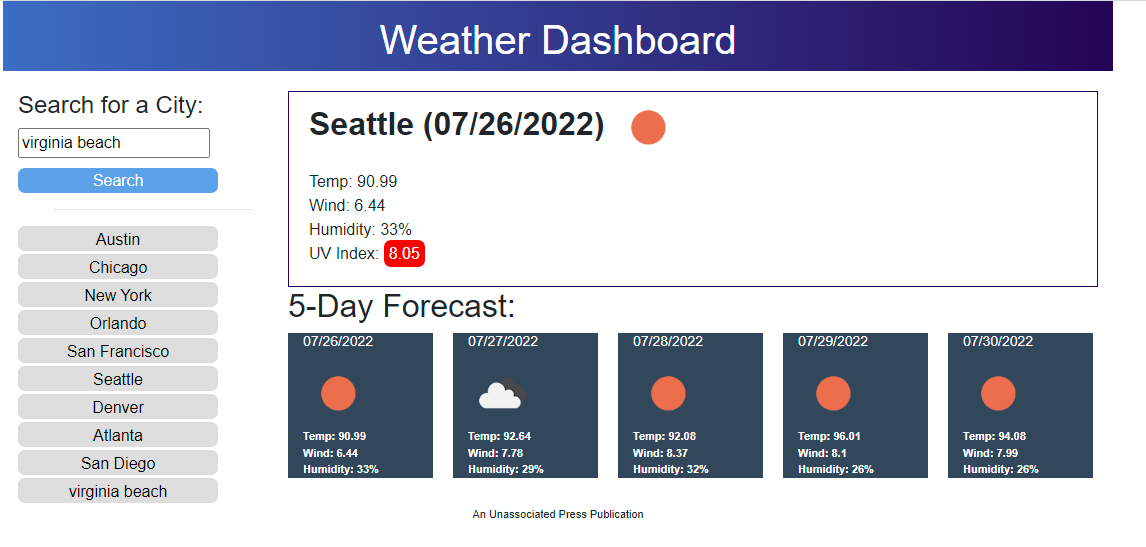 Weather Dashboard
Search for a City:
virginia beach
Search
Austin
Chicago
New York
Orlando
San Francisco
Seattle
Denver
Atlanta
San Diego
virginia beach
Seattle (07/26/2022)
Temp: 90.99
Wind: 6.44
Humidity: 33%
UV Index: 8.05
5-Day Forecast:
07/26/2022
Temp: 90.99
Wind: 6.44
Humidity: 33%
07/27/2022
Temp: 92.64
Wind: 7.78
Humidity: 29%
07/28/2022
Temp: 92.08
Wind: 8.37
Humidity: 32%
07/29/2022
Temp: 96.01
Wind: 8.1
Humidity: 26%
07/30/2022
Temp: 94.08
Wind: 7.99
Humidity: 26%
An Unassociated Press Publication